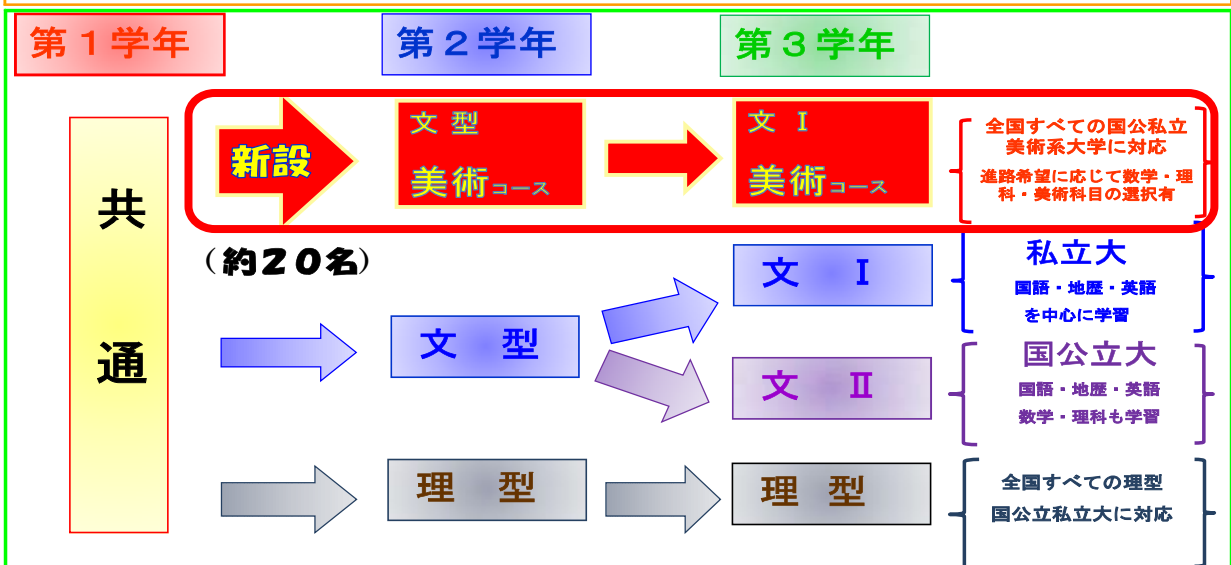 第１学年
第２学年
第３学年
共
通
新設
文 型
美術コース
文 Ⅰ
美術コース
全国すべての国公私立
美術系大学に対応
進路希望に応じて数学・理
科・美術科目の選択有
（約２０名）
文 型
文 Ⅰ
私立大
国語・地歴・英語
を中心に学習
文 Ⅱ
国公立大
国語・地歴・英語
数学・理科も学習
理 型
理 型
全国すべての理型
国公立私立大に対応